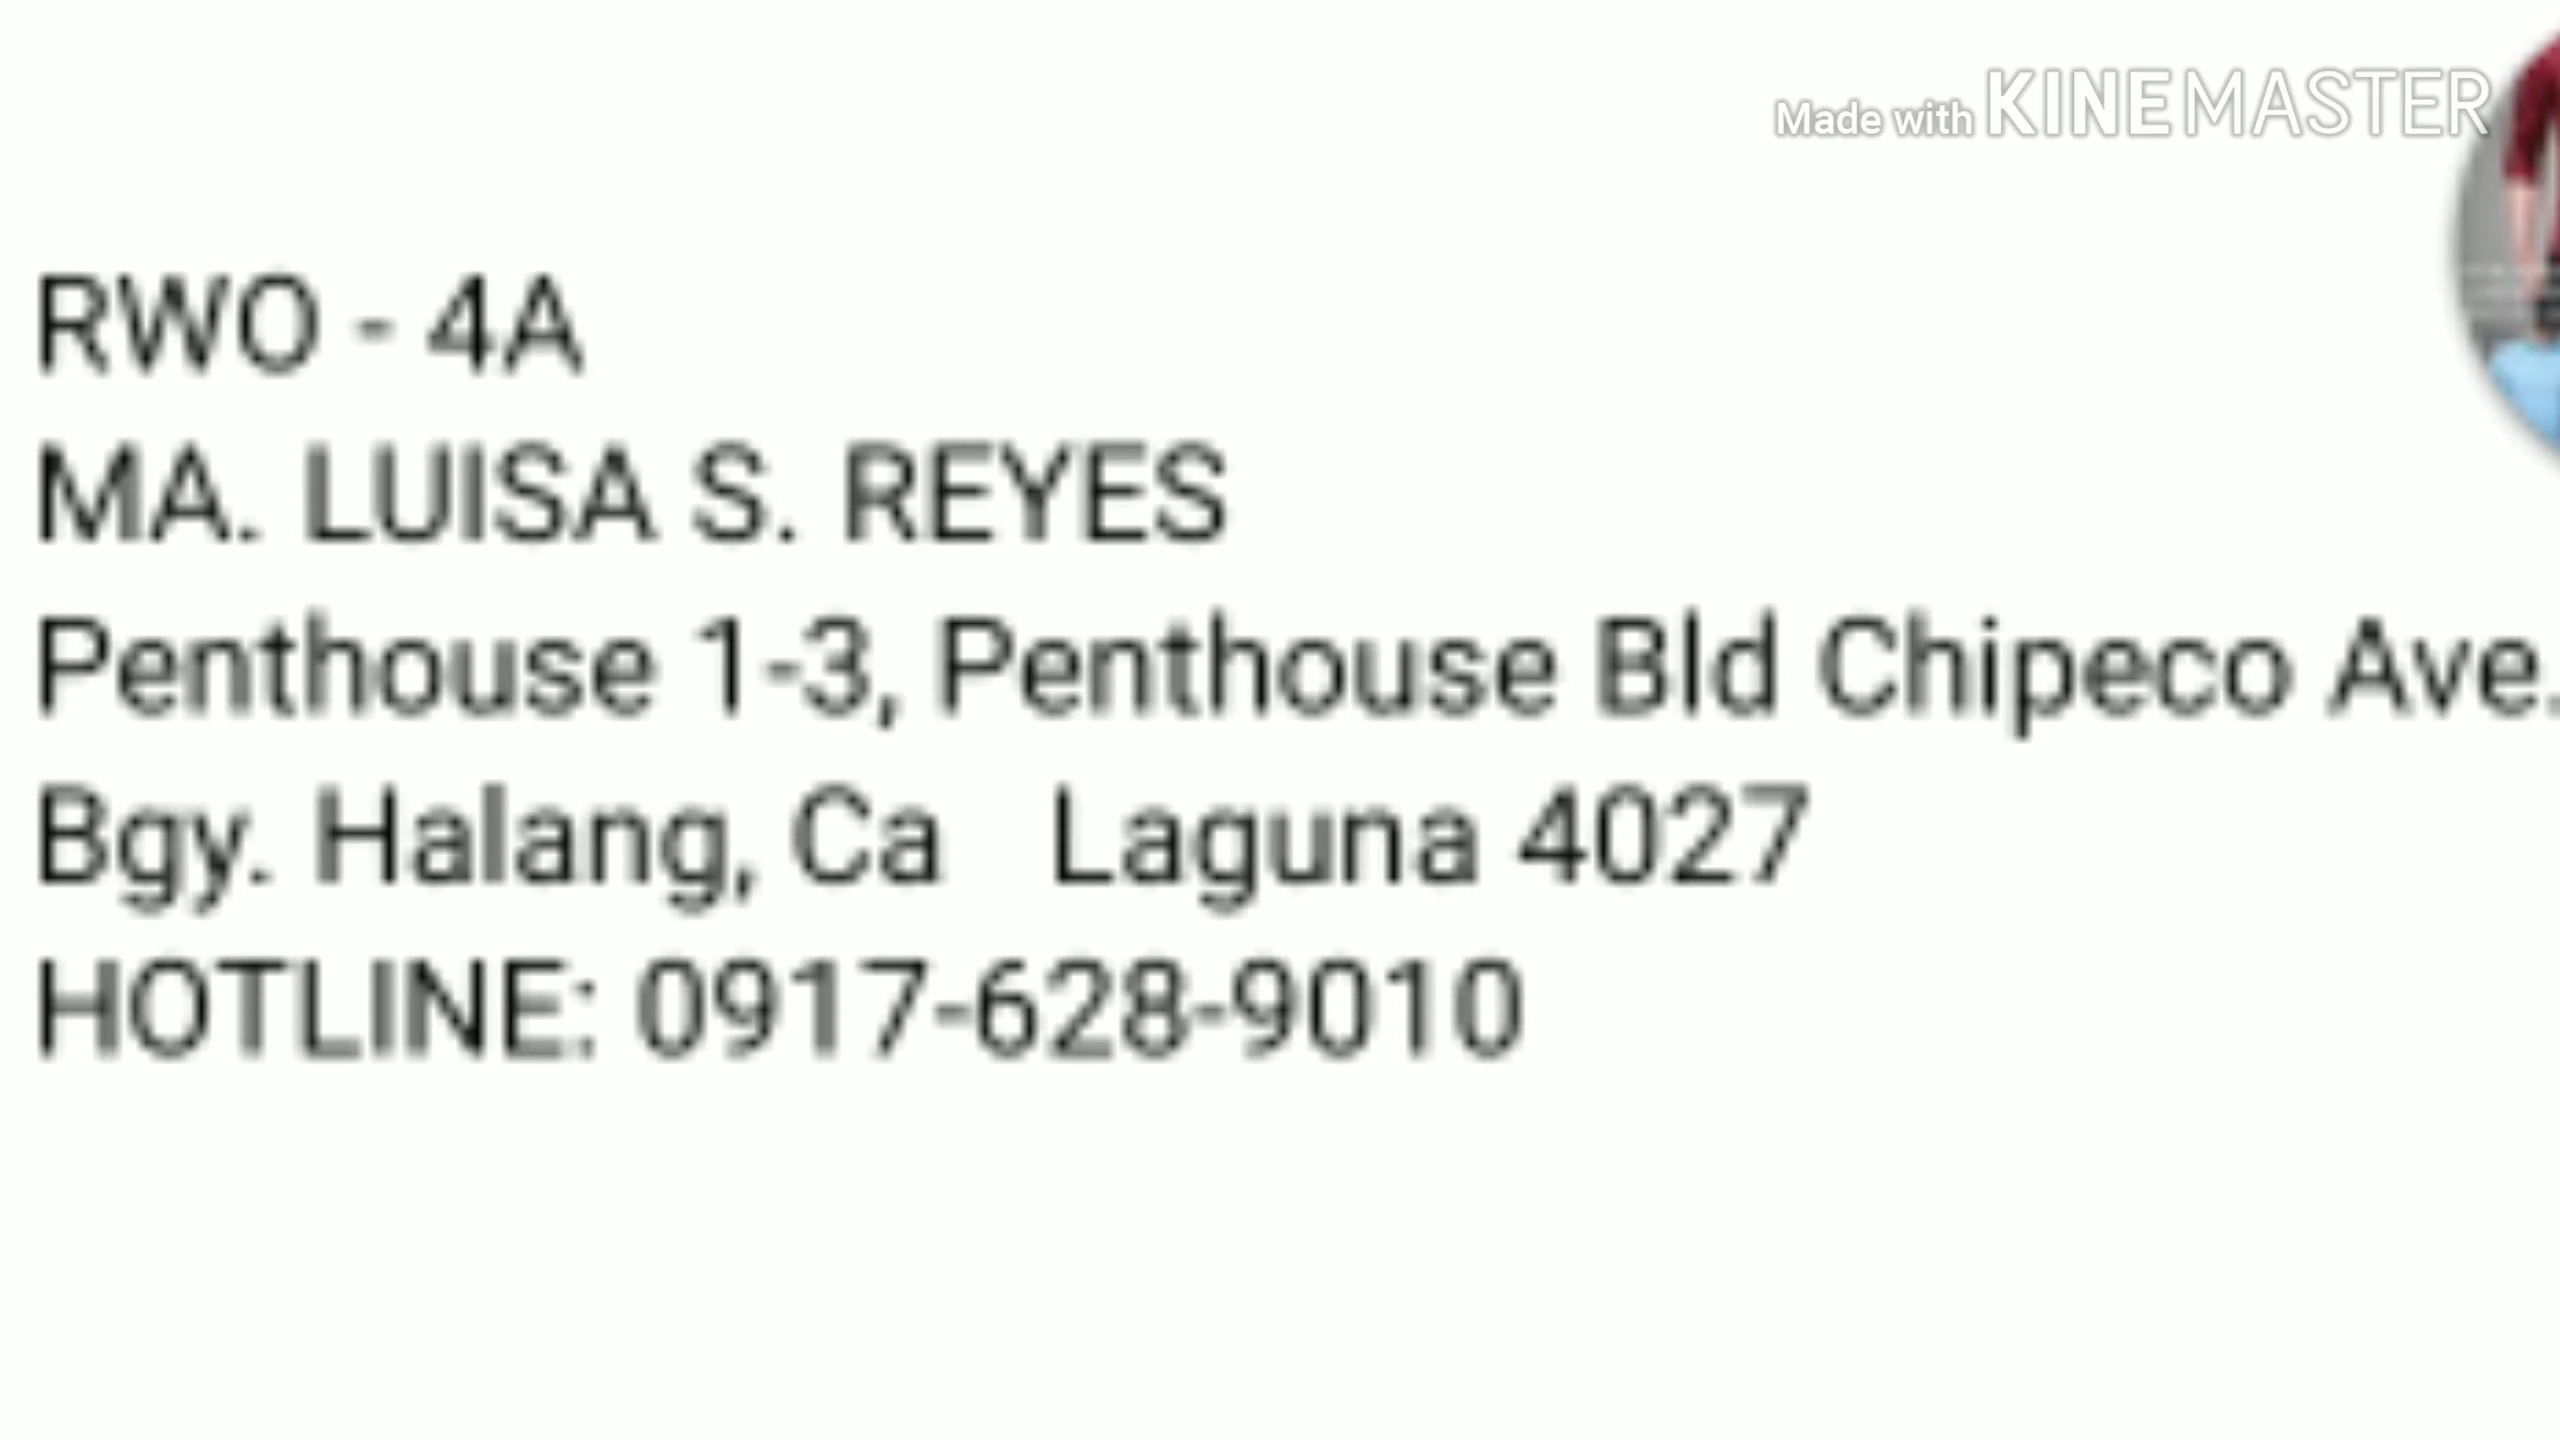 Made with KINEMASTER
RWO - 4A
MA. LUISA S. REYES
Penthouse 1-3, Penthouse Bld Chipeco Ave.
Bgy. Halang, Ca   Laguna 4027
HOTLINE: 0917-628-9010